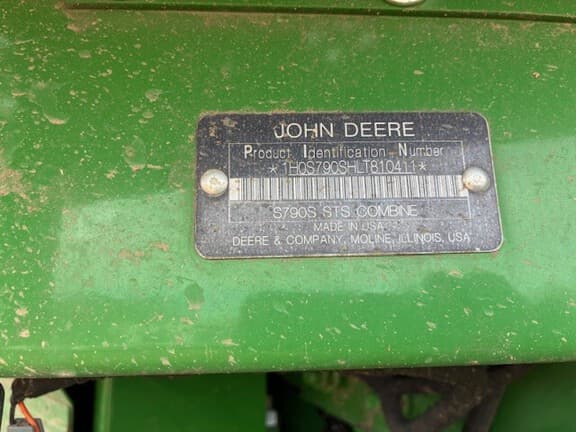 JOHN DEERE
Product Identification Number
*1H0S790SHLT810411*
S790S STS COMBINE
MADE IN USA
DEERE & COMPANY, MOLINE, ILLINOIS, USA